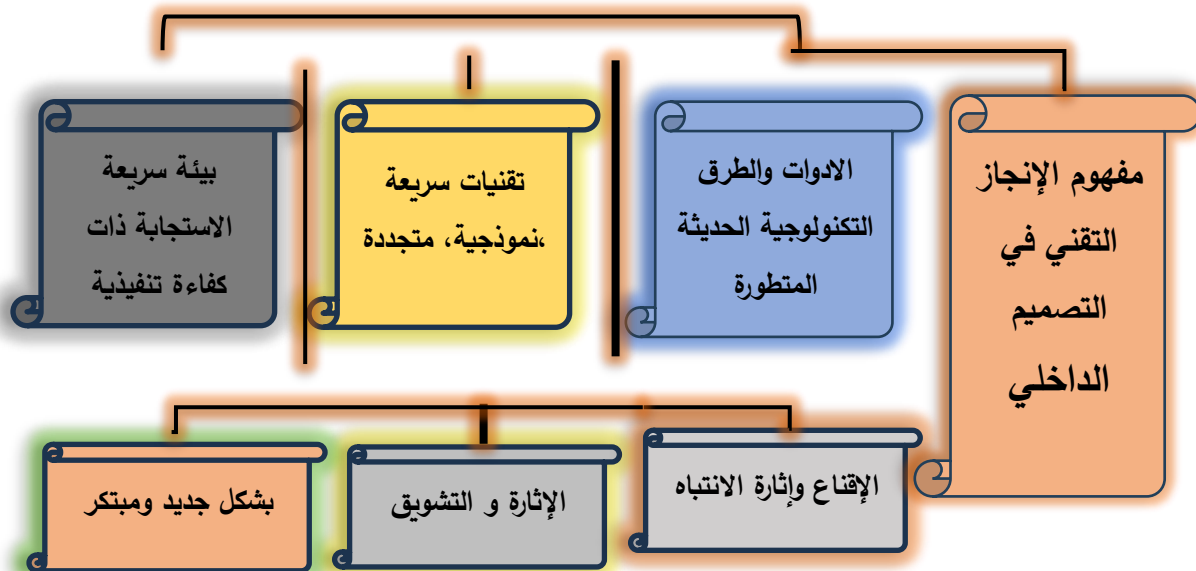 مفهوم الإنجاز
التقني في
التصميم
الداخلي
الادوات والطرق
التكنولوجية الحديثة
المتطورة
تقنيات سريعة
،نموذجية، متجددة
بيئة سريعة
الاستجابة ذات
كفاءة تنفيذية
الإقناع وإثارة الانتباه
الإثارة و التشويق
بشكل جديد ومبتكر